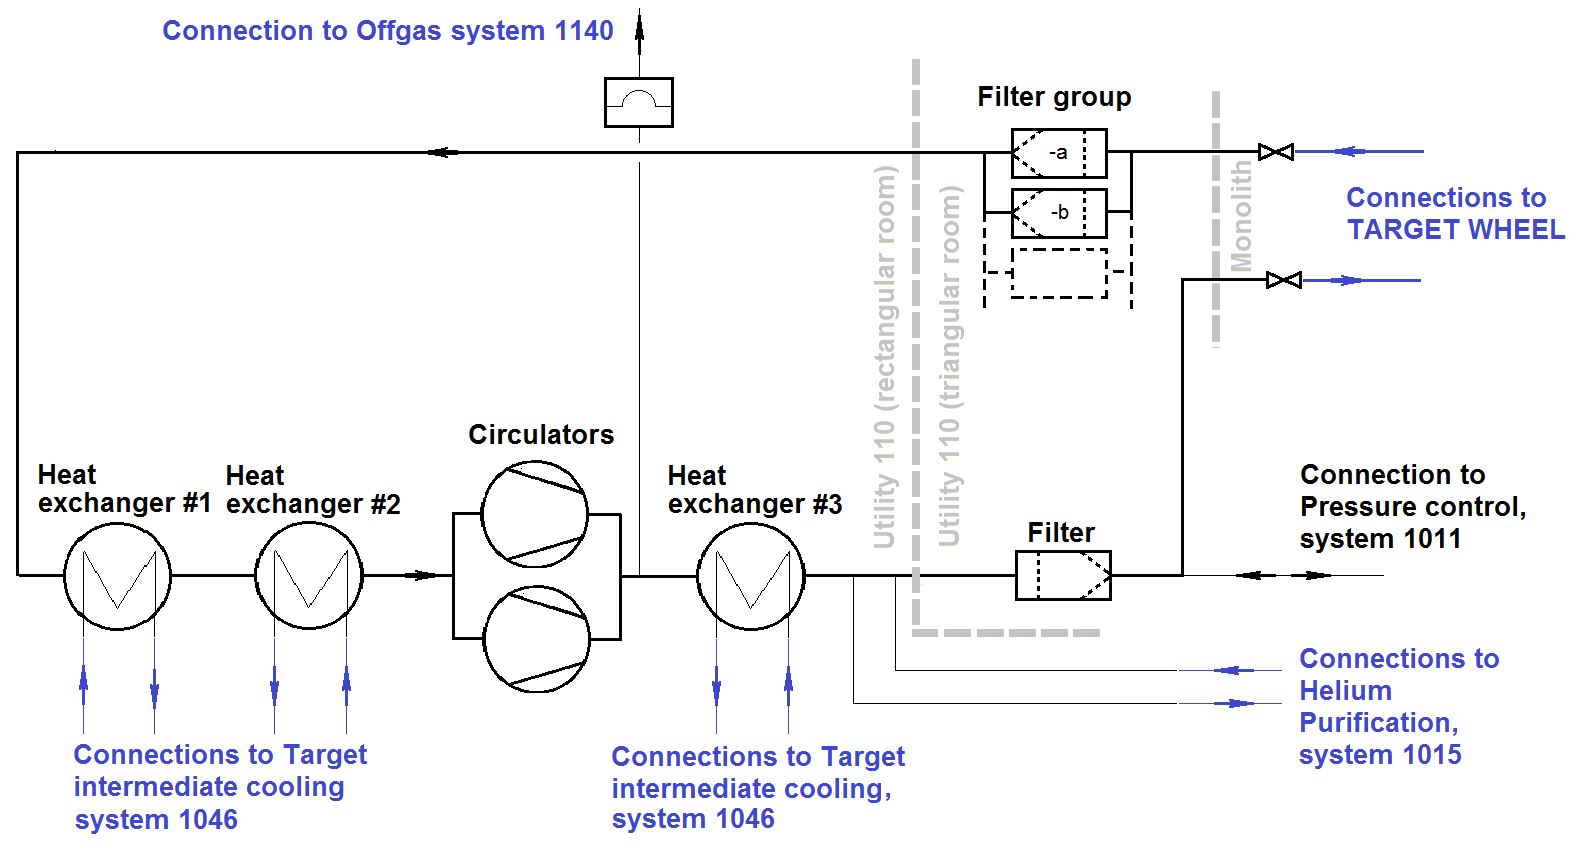 Connection to Offgas system 1140
Filter group
-a
-b
Connections to
TARGET WHEEL
Monolith
Utility 110 (rectangular room)
Utility 110 (triangular room)
Circulators
Heat
exchanger #1
Heat
exchanger #2
Heat
exchanger #3
Filter
Connection to
Pressure control,
system 1011
Connections to
Helium
Purification,
system 1015
Connections to Target
intermediate cooling
system 1046
Connections to Target
intermediate cooling,
system 1046